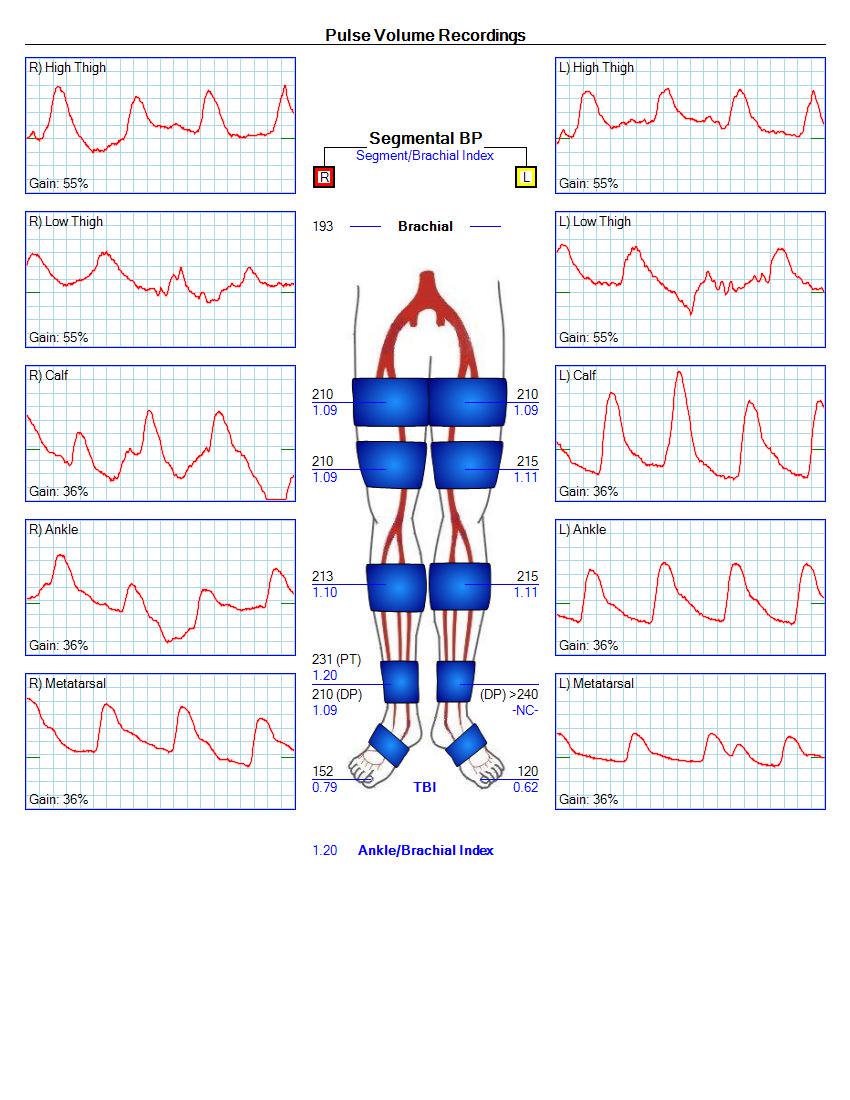 Pulse Volume Recordings
R) High Thigh
Gain: 55%
R) Low Thigh
Gain: 55%
R) Calf
Gain: 36%
R) Ankle
Gain: 36%
R) Metatarsal
Gain: 36%
Segmental BP
Segment/Brachial Index
R
L
193 Brachial
210 210
1.09 1.09
210 215
1.09 1.11
213 215
1.10 1.11
231 (PT)
1.20
210 (DP) (DP) >240
1.09 -NC-
152 120
0.79 TBI 0.62
1.20 Ankle/Brachial Index
L) High Thigh
Gain: 55%
L) Low Thigh
Gain: 55%
L) Calf
Gain: 36%
L) Ankle
Gain: 36%
L) Metatarsal
Gain: 36%